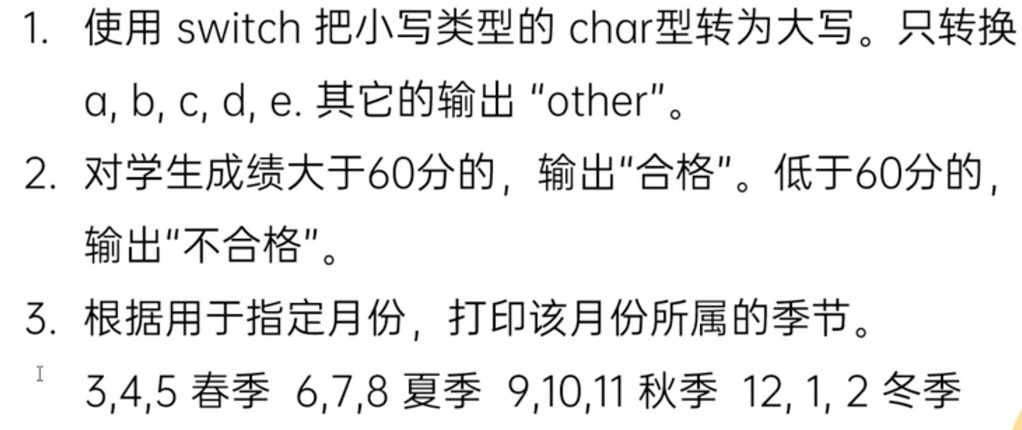 1. 使用 switch 把小写类型的 char型转为大写。只转换
a, b, c, d, e. 其它的输出 “other”。
2. 对学生成绩大于60分的，输出“合格”。低于60分的，
输出“不合格”。
3. 根据用于指定月份，打印该月份所属的季节。
3,4,5 春季 6,7,8 夏季 9,10,11 秋季 12, 1, 2 冬季